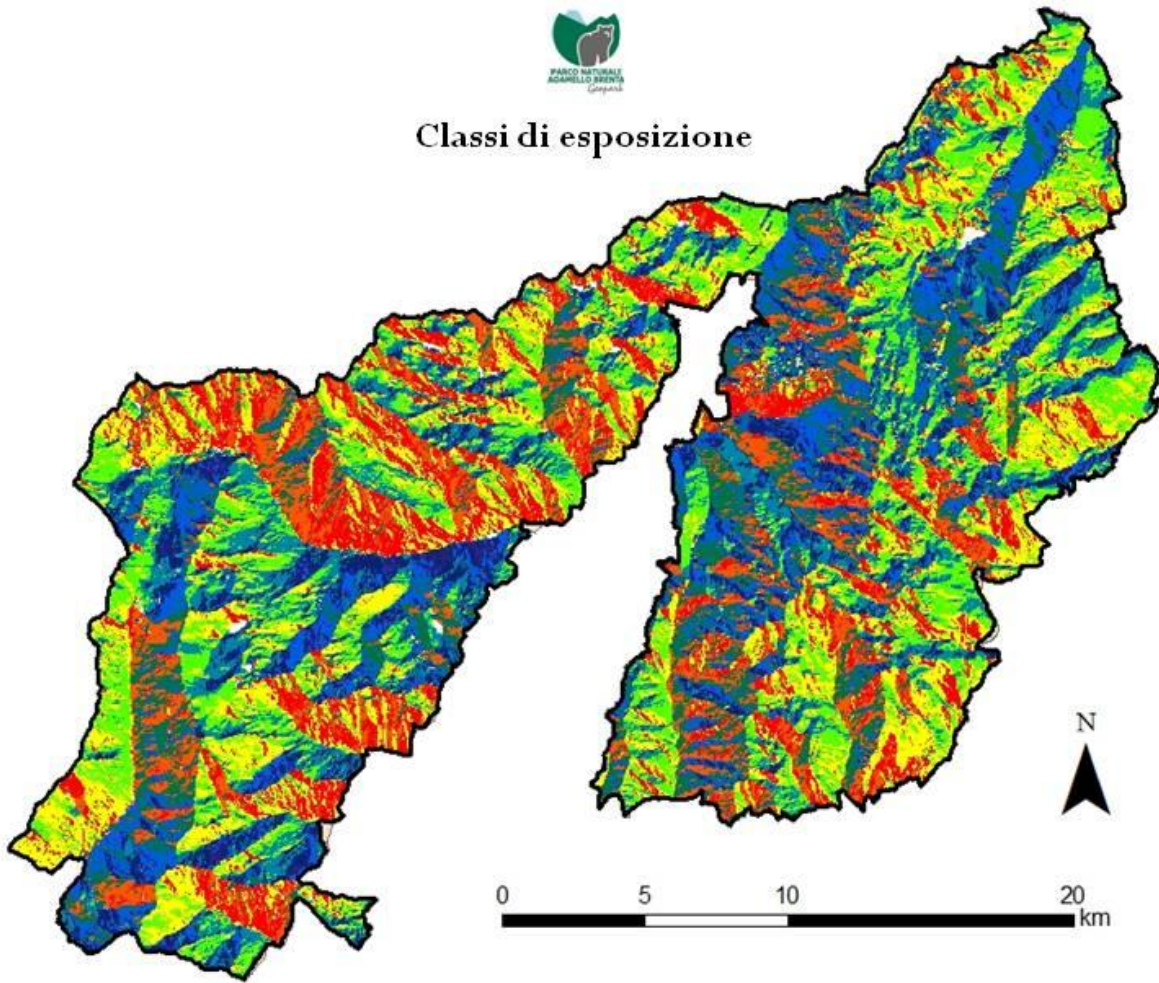 PARCO NATURALE
ADAMELLO BRENTA
Geopark
Classi di esposizione
N
0 5 10 20
km